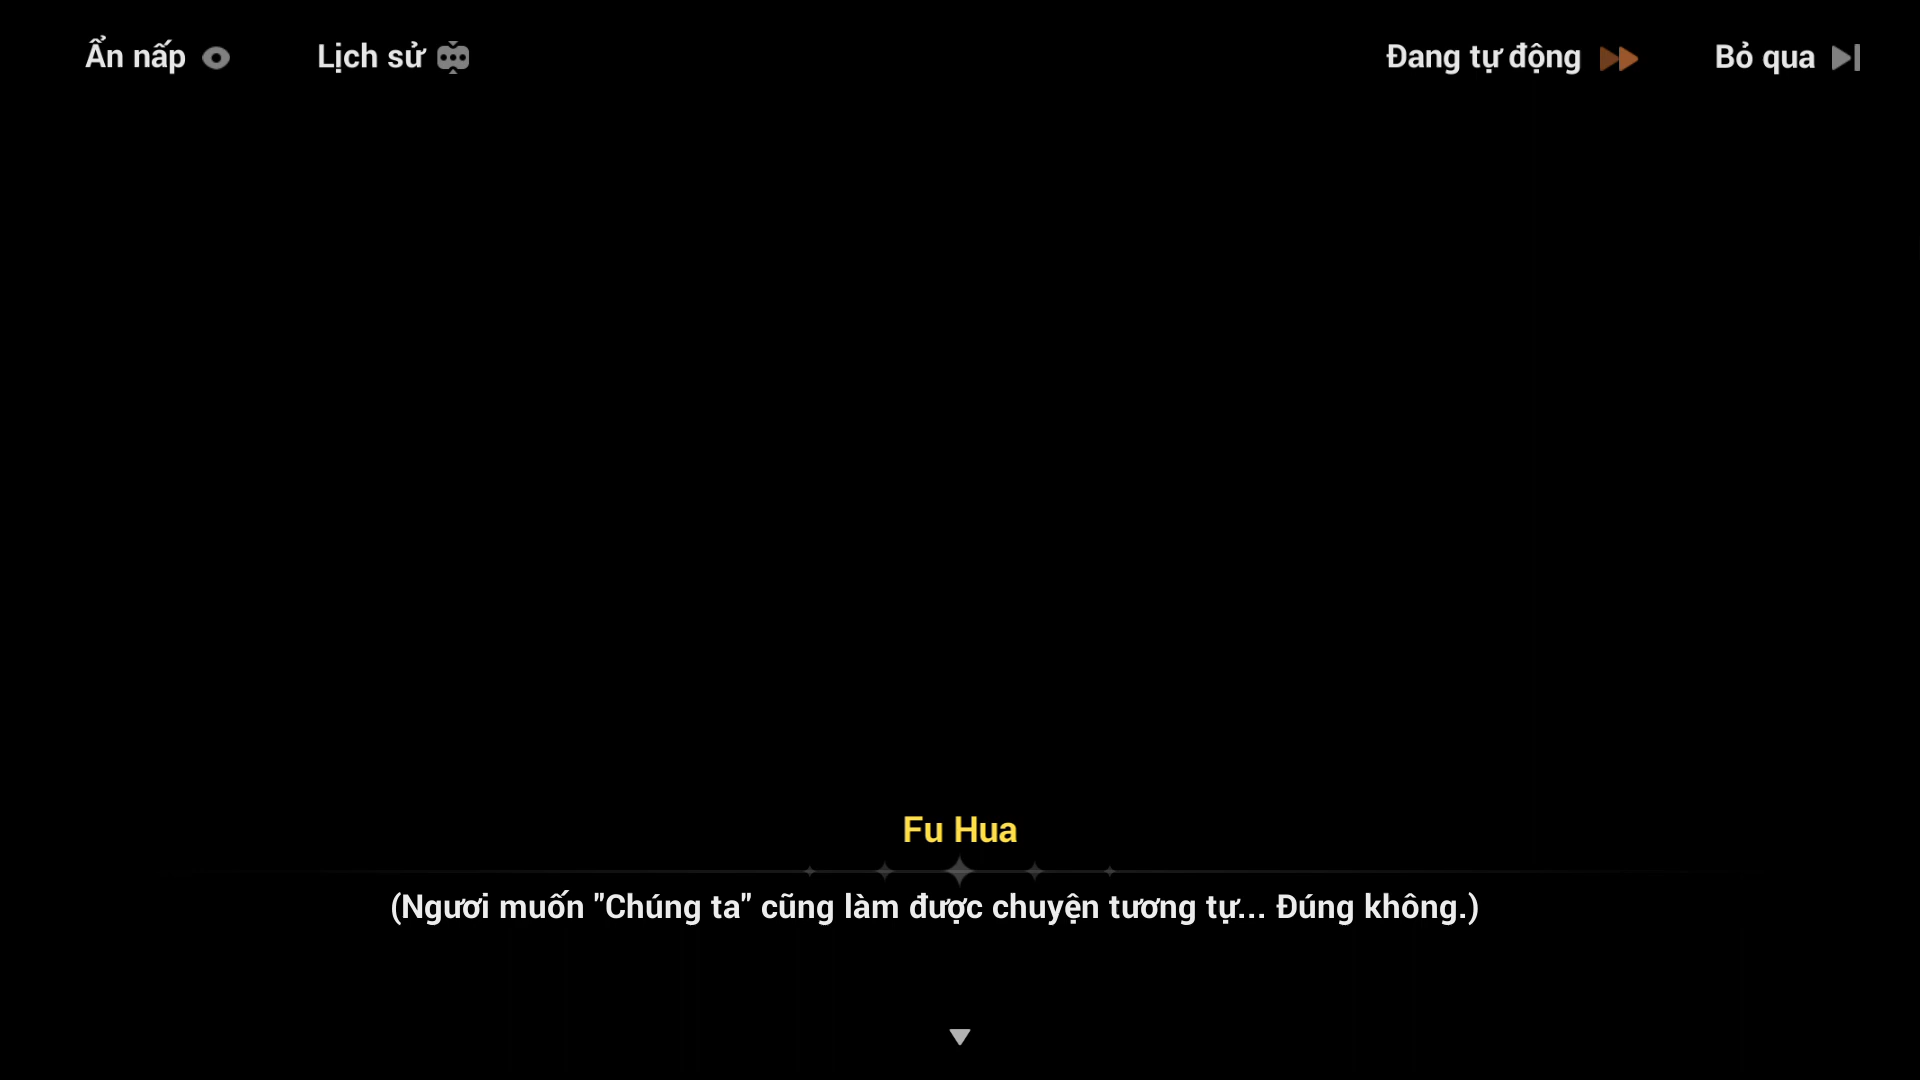 Ẩn nấp
Lịch sử
Đang tự động
Bỏ qua
Fu Hua
(Ngươi muốn "Chúng ta" cũng làm được chuyện tương tự... Đúng không.)